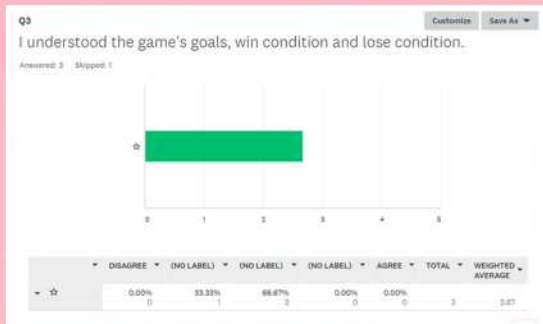 Q3
Customize Save As
I understood the game's goals, win condition and lose condition.
Answered: 3 Skipped: 1
0 1 2 3 4 5
DISAGREE (NO LABEL) (NO LABEL) (NO LABEL) AGREE TOTAL WEIGHTED AVERAGE
0.00% 33.33% 66.67% 0.00% 0.00%
0 1 2 0 0 3 2.67